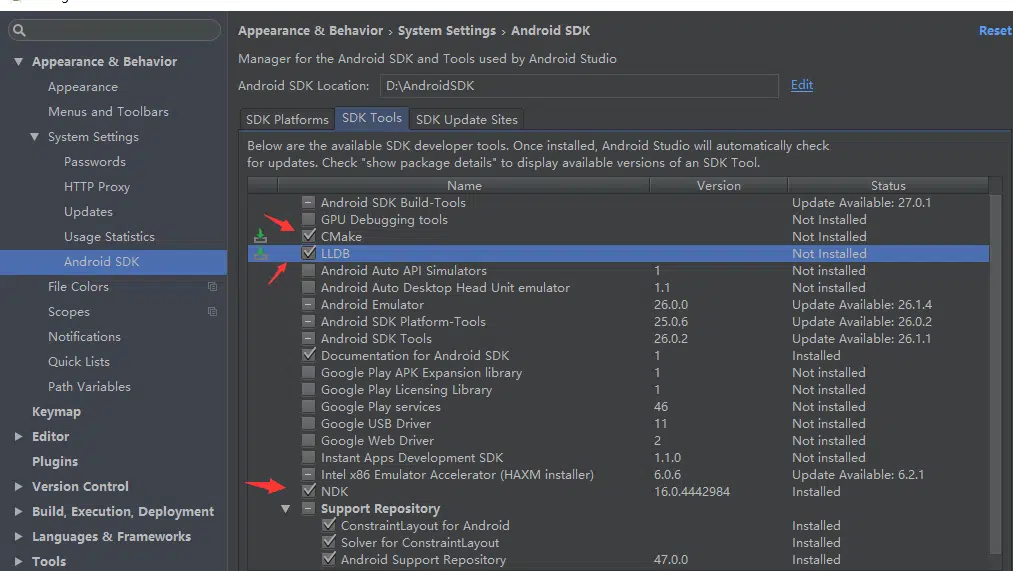 Appearance & Behavior › System Settings › Android SDK
Reset
Manager for the Android SDK and Tools used by Android Studio
Android SDK Location: D:\AndroidSDK Edit
Appearance & Behavior
Appearance
Menus and Toolbars
System Settings
Passwords
HTTP Proxy
Updates
Usage Statistics
Android SDK
File Colors
Scopes
Notifications
Quick Lists
Path Variables
Keymap
Editor
Plugins
Version Control
Build, Execution, Deployment
Languages & Frameworks
Tools
SDK Platforms SDK Tools SDK Update Sites
Below are the available SDK developer tools. Once installed, Android Studio will automatically check
for updates. Check "show package details" to display available versions of an SDK Tool.
Name Version Status
Android SDK Build-Tools Update Available: 27.0.1
GPU Debugging tools Not Installed
CMake Not Installed
LLDB Not Installed
Android Auto API Simulators 1 Not installed
Android Auto Desktop Head Unit emulator 1.1 Not installed
Android Emulator 26.0.0 Update Available: 26.1.4
Android SDK Platform-Tools 25.0.6 Update Available: 26.0.2
Android SDK Tools 26.0.2 Update Available: 26.1.1
Documentation for Android SDK 1 Installed
Google Play APK Expansion library 1 Not installed
Google Play Licensing Library 1 Not installed
Google Play services 46 Not installed
Google USB Driver 11 Not installed
Google Web Driver 2 Not installed
Instant Apps Development SDK 1.1.0 Not installed
Intel x86 Emulator Accelerator (HAXM installer) 6.0.6 Update Available: 6.2.1
NDK 16.0.4442984 Installed
Support Repository
ConstraintLayout for Android Installed
Solver for ConstraintLayout Installed
Android Support Repository 47.0.0 Installed